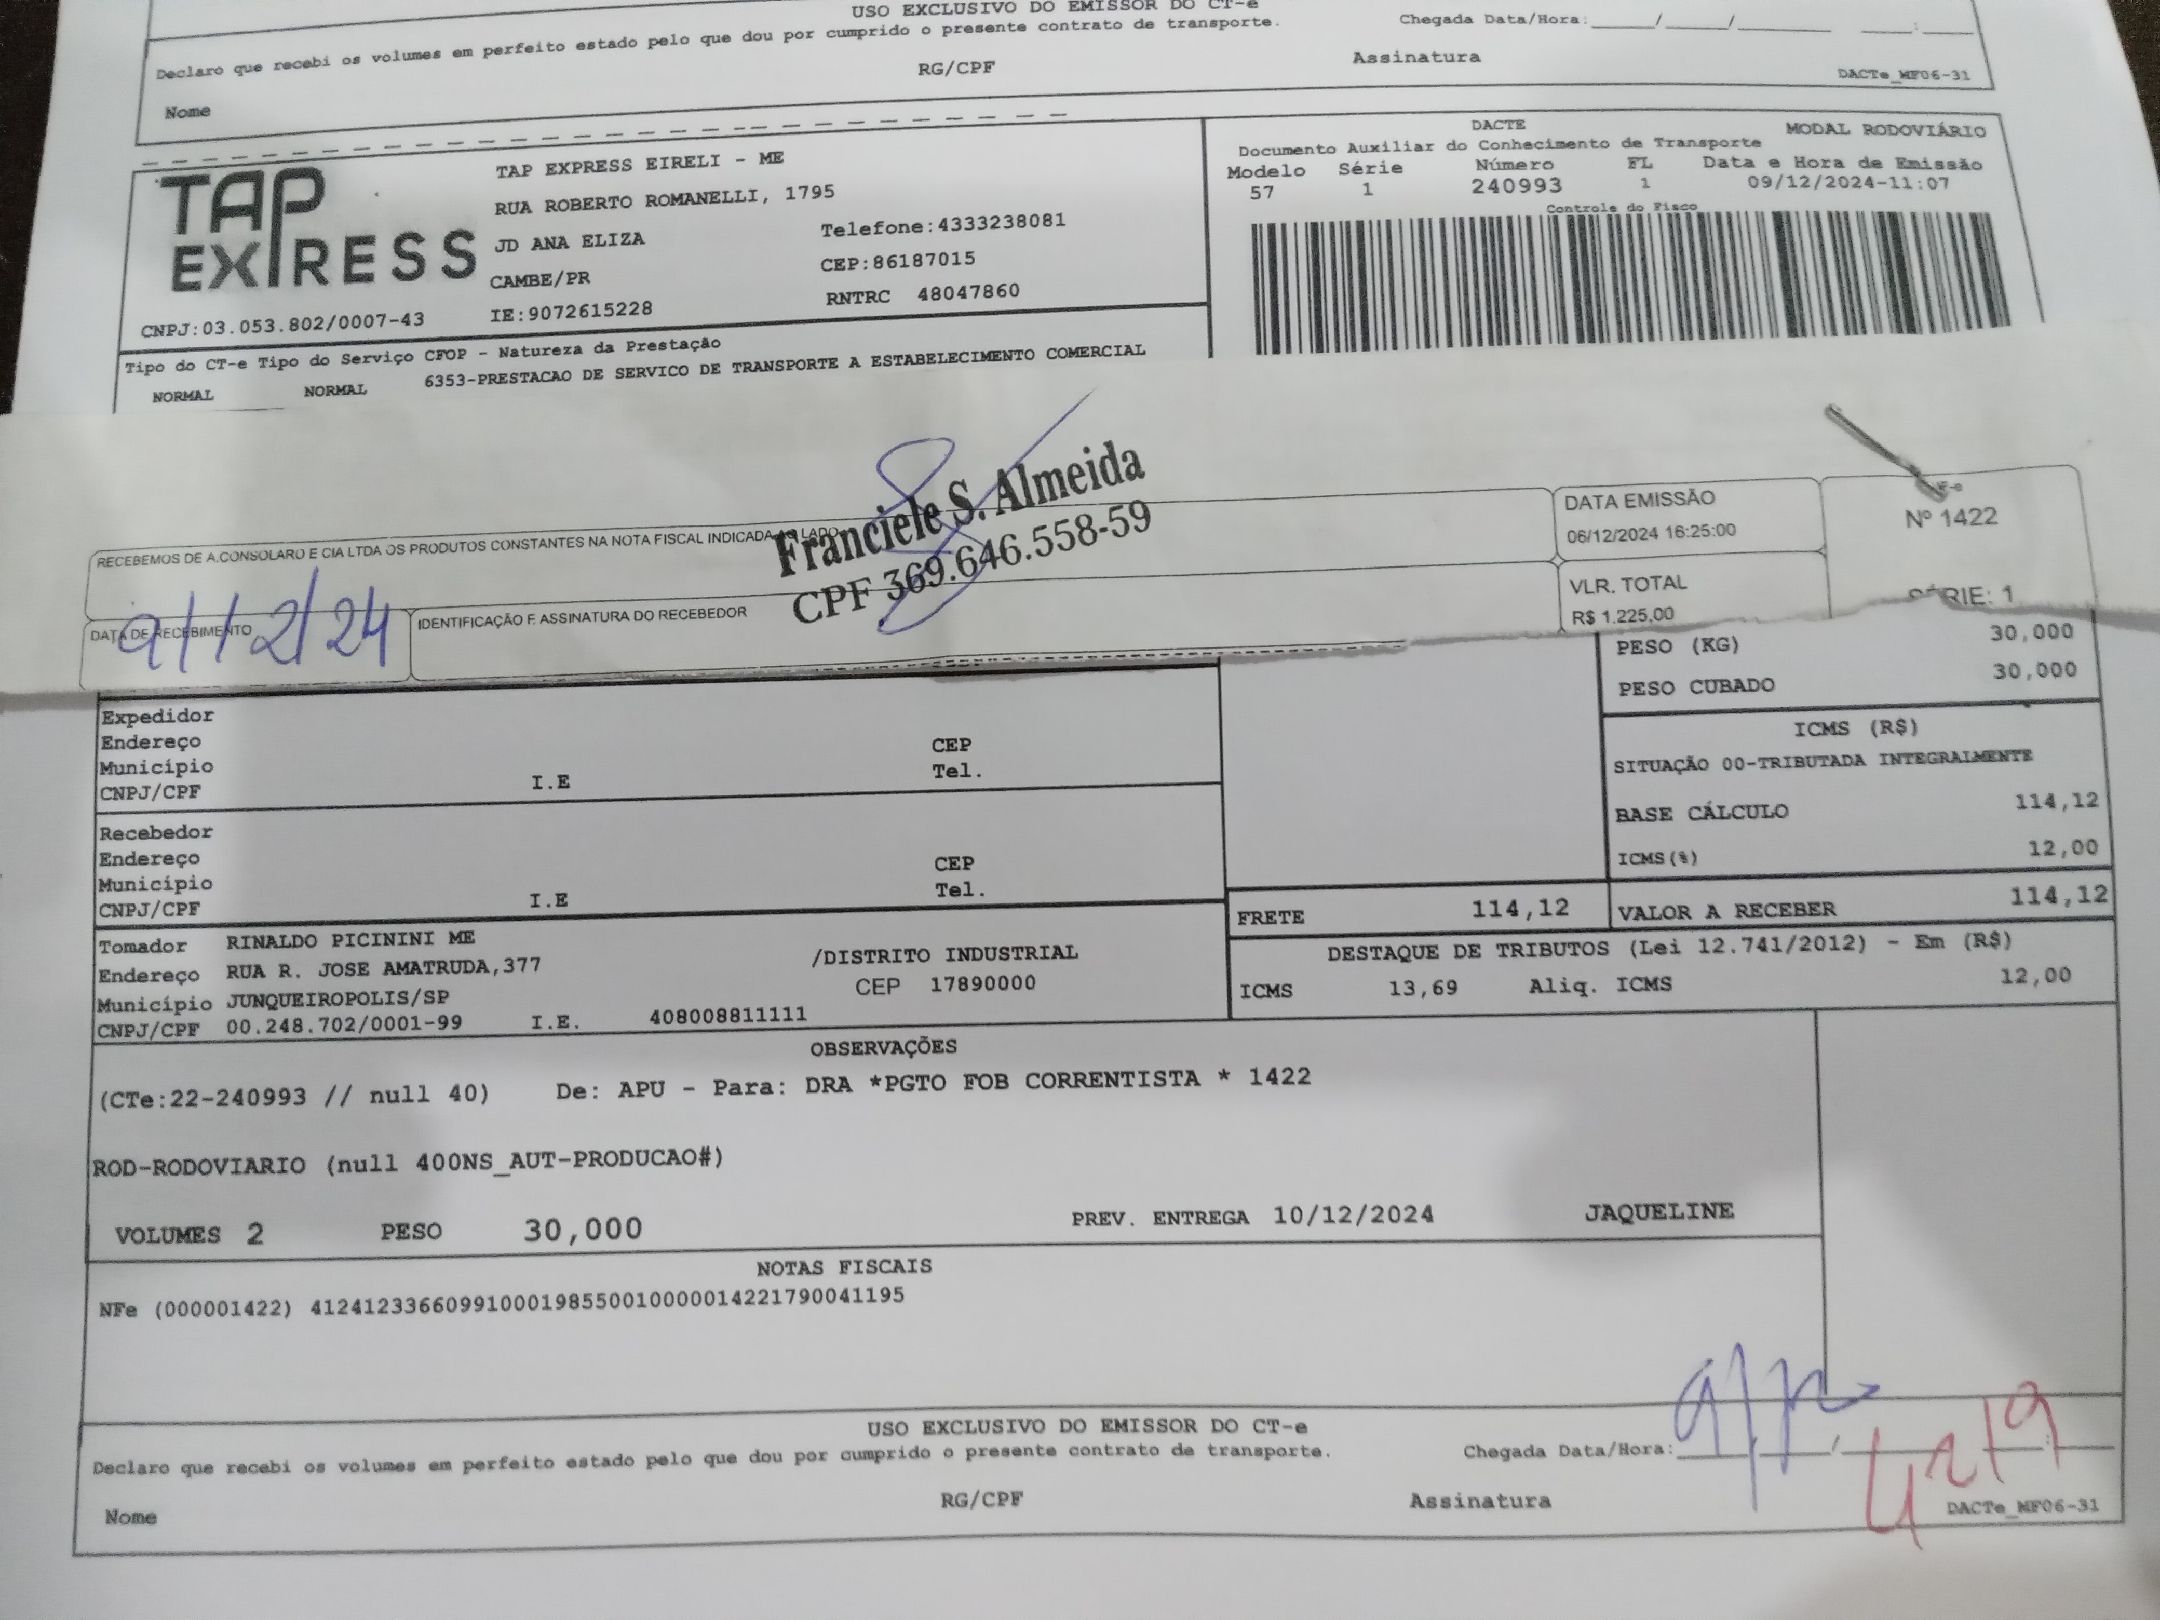 USO EXCLUSIVO DO EMISSOR DO CT-e
Declaro que recebi os volumes em perfeito estado pelo que dou por cumprido o presente contrato de transporte. Chegada Data/Hora:____/____/______ ____:____
Nome RG/CPF Assinatura DACTe_MF06-31
TAP EXPRESS
TAP EXPRESS EIRELI - ME
RUA ROBERTO ROMANELLI, 1795
JD ANA ELIZA Telefone:4333238081
CAMBE/PR CEP:86187015
CNPJ:03.053.802/0007-43 IE:9072615228 RNTRC 48047860
DACTE MODAL RODOVIÁRIO
Documento Auxiliar do Conhecimento de Transporte
Modelo Série Número FL Data e Hora de Emissão
57 1 240993 1 09/12/2024-11:07
Controle do Fisco
Tipo do CT-e Tipo do Serviço CFOP - Natureza da Prestação
NORMAL NORMAL 6353-PRESTACAO DE SERVICO DE TRANSPORTE A ESTABELECIMENTO COMERCIAL
RECEBEMOS DE A.CONSOLARO E CIA LTDA OS PRODUTOS CONSTANTES NA NOTA FISCAL INDICADA AO LADO
Franciele S. Almeida
CPF 369.646.558-59
DATA EMISSÃO
06/12/2024 16:25:00
Nº 1422
VLR. TOTAL
R$ 1.225,00
SÉRIE: 1
DATA DE RECEBIMENTO
9/12/24
IDENTIFICAÇÃO E ASSINATURA DO RECEBEDOR
PESO (KG) 30,000
PESO CUBADO 30,000
Expedidor
Endereço CEP
Município I.E Tel.
CNPJ/CPF
Recebedor
Endereço CEP
Município I.E Tel.
CNPJ/CPF
ICMS (R$)
SITUAÇÃO 00-TRIBUTADA INTEGRALMENTE
BASE CÁLCULO 114,12
ICMS(%) 12,00
FRETE 114,12 VALOR A RECEBER 114,12
Tomador RINALDO PICININI ME
Endereço RUA R. JOSE AMATRUDA,377 /DISTRITO INDUSTRIAL
Município JUNQUEIROPOLIS/SP CEP 17890000
CNPJ/CPF 00.248.702/0001-99 I.E. 408008811111
DESTAQUE DE TRIBUTOS (Lei 12.741/2012) - Em (R$)
ICMS 13,69 Aliq. ICMS 12,00
OBSERVAÇÕES
(CTe:22-240993 // null 40) De: APU - Para: DRA *PGTO FOB CORRENTISTA * 1422
ROD-RODOVIARIO (null 400NS_AUT-PRODUCAO#)
VOLUMES 2 PESO 30,000 PREV. ENTREGA 10/12/2024 JAQUELINE
NOTAS FISCAIS
NFe (000001422) 41241233660991000198550010000014221790041195
USO EXCLUSIVO DO EMISSOR DO CT-e
Declaro que recebi os volumes em perfeito estado pelo que dou por cumprido o presente contrato de transporte. Chegada Data/Hora:____/____/______ ____:____
Nome RG/CPF Assinatura DACTe_MF06-31